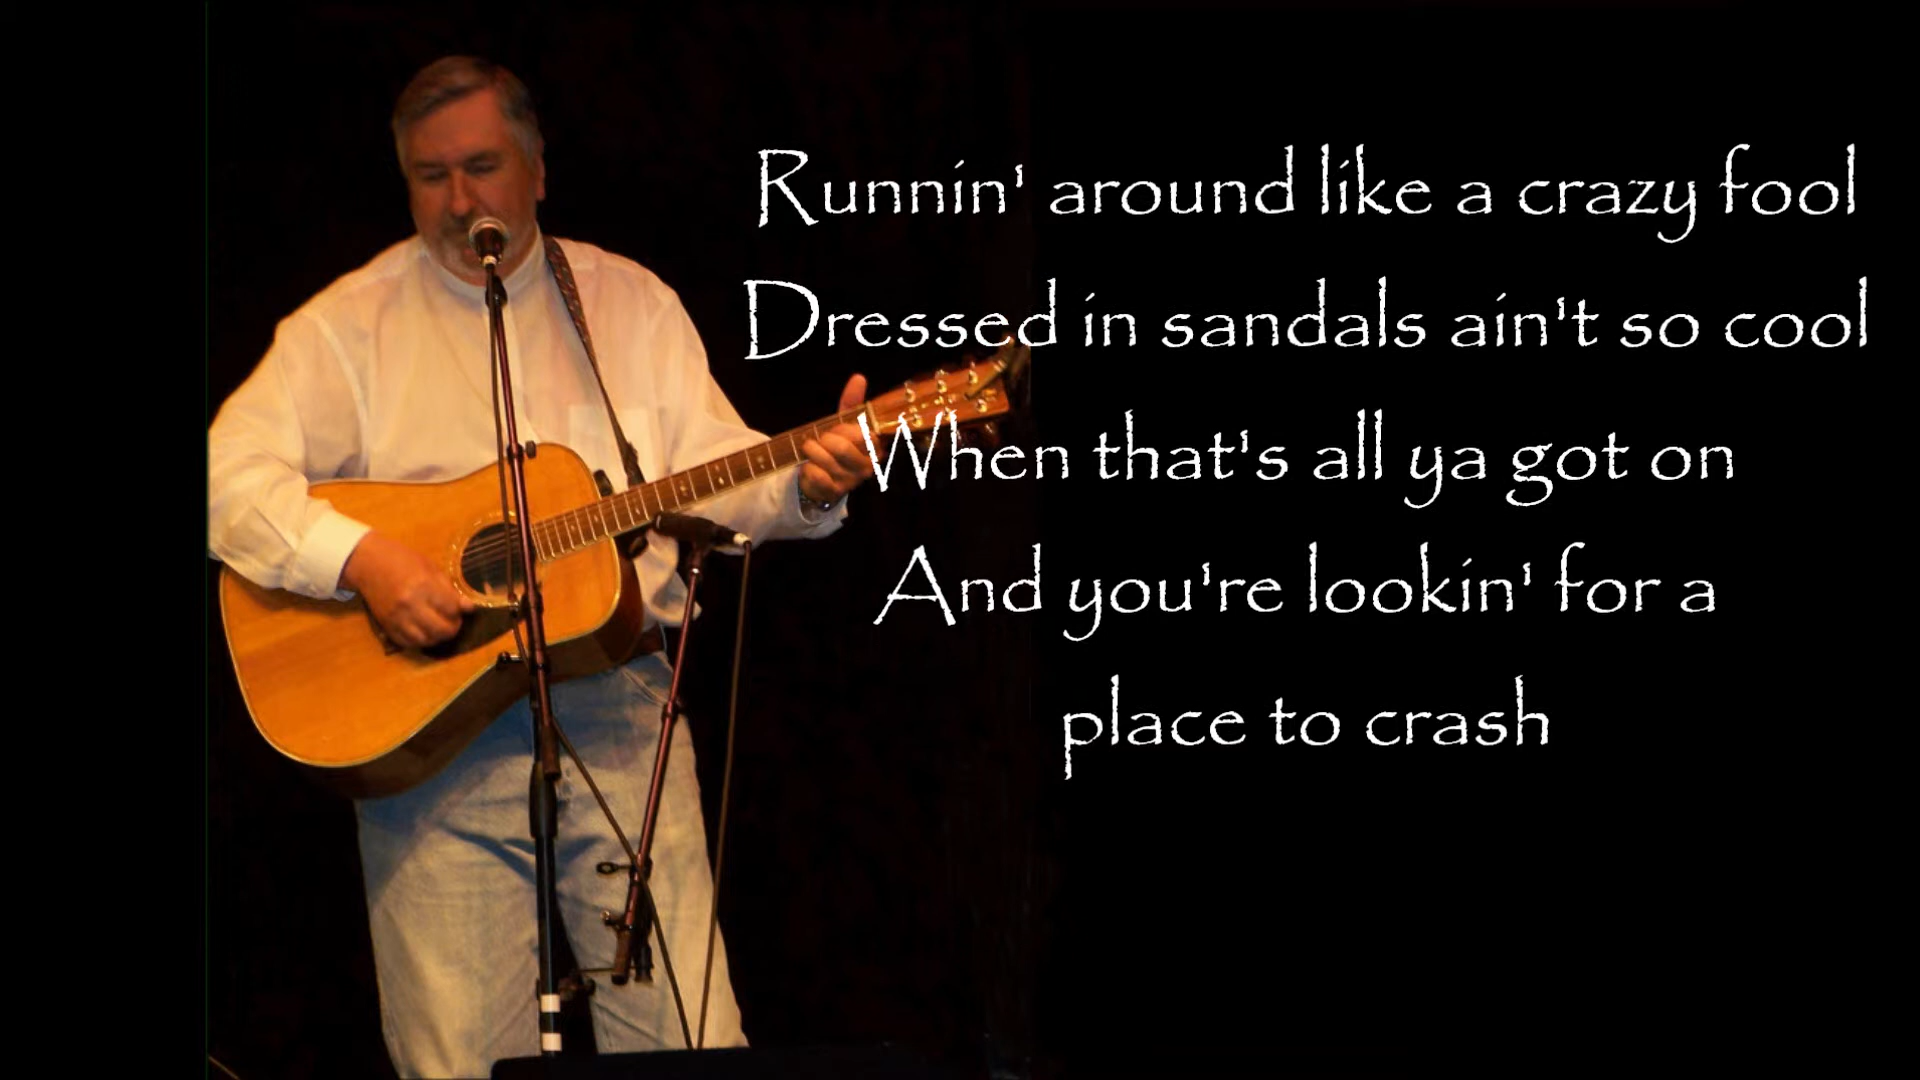 Runnin' around like a crazy fool
Dressed in sandals ain't so cool
When that's all ya got on
And you're lookin' for a
place to crash